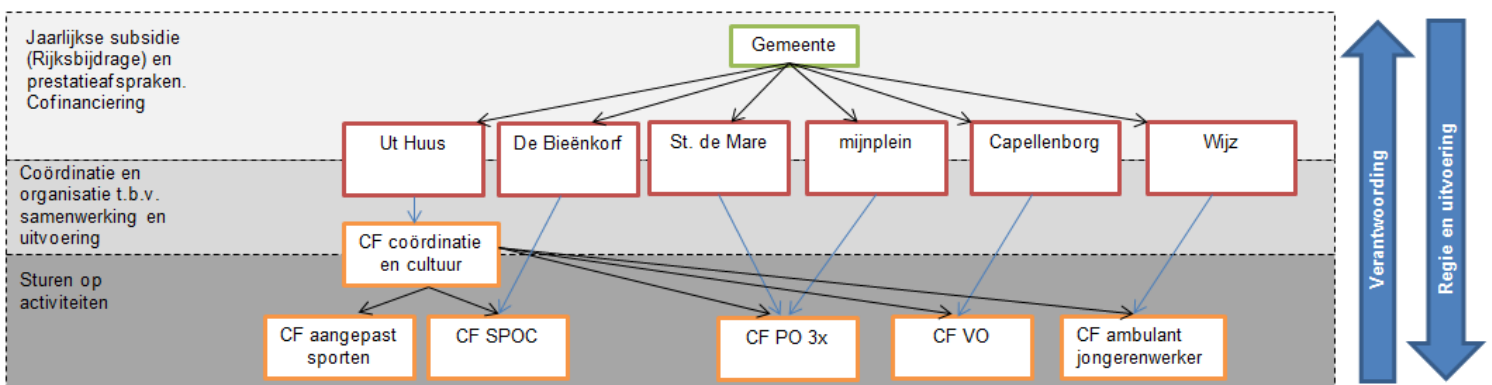 Jaarlijkse subsidie
(Rijksbijdrage) en
prestatieafspraken.
Cofinanciering
Gemeente
Ut Huus
De Bieënkorf
St. de Mare
mijnplein
Capellenborg
Wijz
Coördinatie en
organisatie t.b.v.
samenwerking en
uitvoering
CF coördinatie
en cultuur
Sturen op
activiteiten
CF aangepast
sporten
CF SPOC
CF PO 3x
CF VO
CF ambulant
jongerenwerker
Verantwoording
Regie en uitvoering